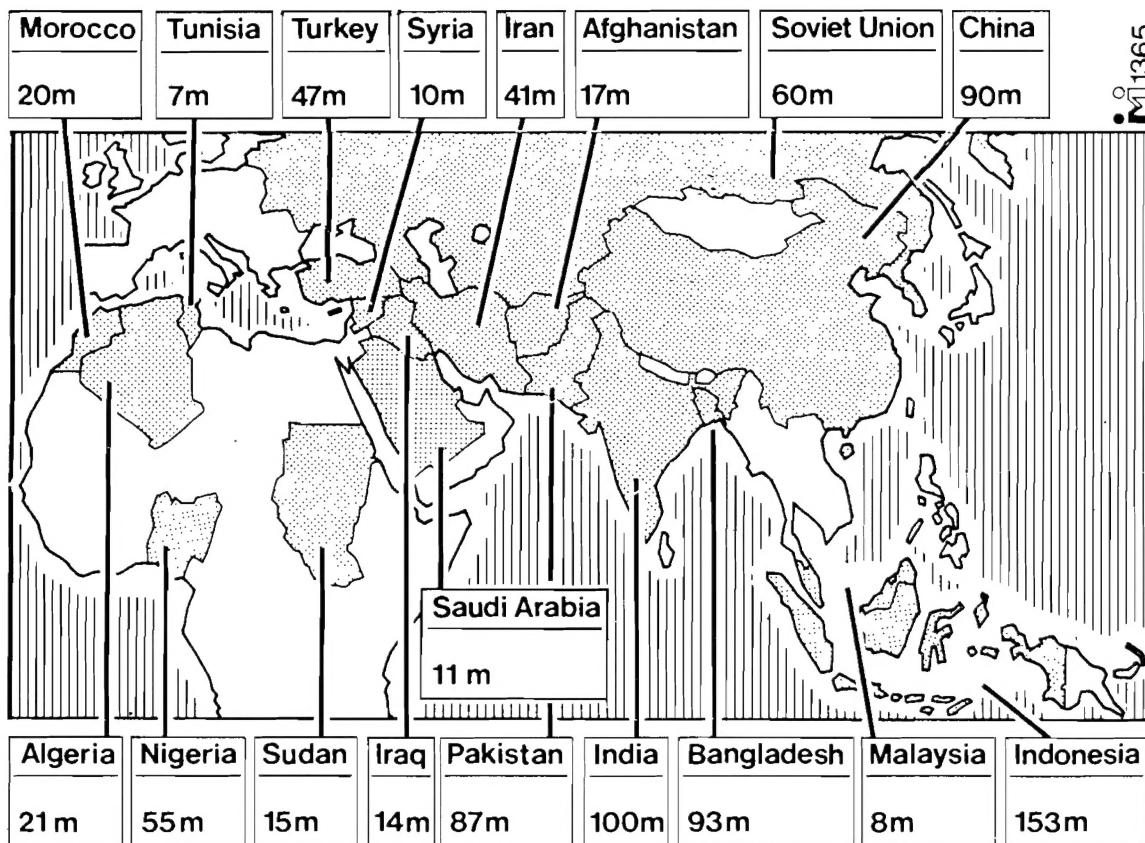 Morocco
20m
Tunisia
7m
Turkey
47m
Syria
10m
Iran
41m
Afghanistan
17m
Soviet Union
60m
China
90m
M1365
Saudi Arabia
11 m
Algeria
21m
Nigeria
55m
Sudan
15m
Iraq
14m
Pakistan
87m
India
100m
Bangladesh
93m
Malaysia
8m
Indonesia
153m